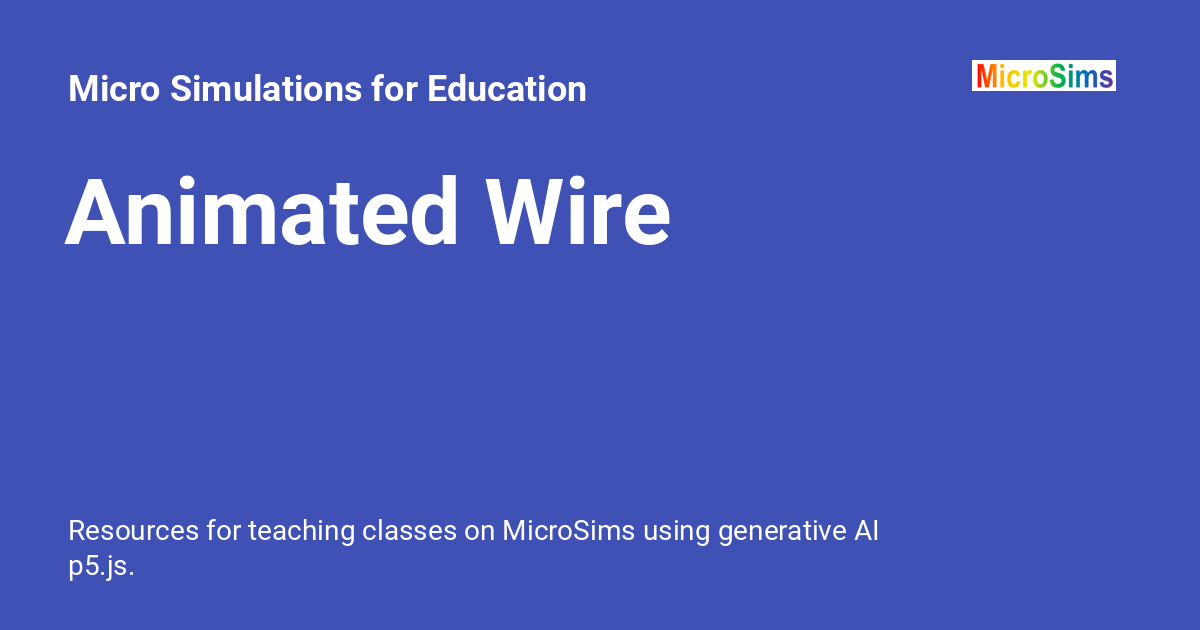 Micro Simulations for Education
MicroSims
Animated Wire
Resources for teaching classes on MicroSims using generative AI
p5.js.